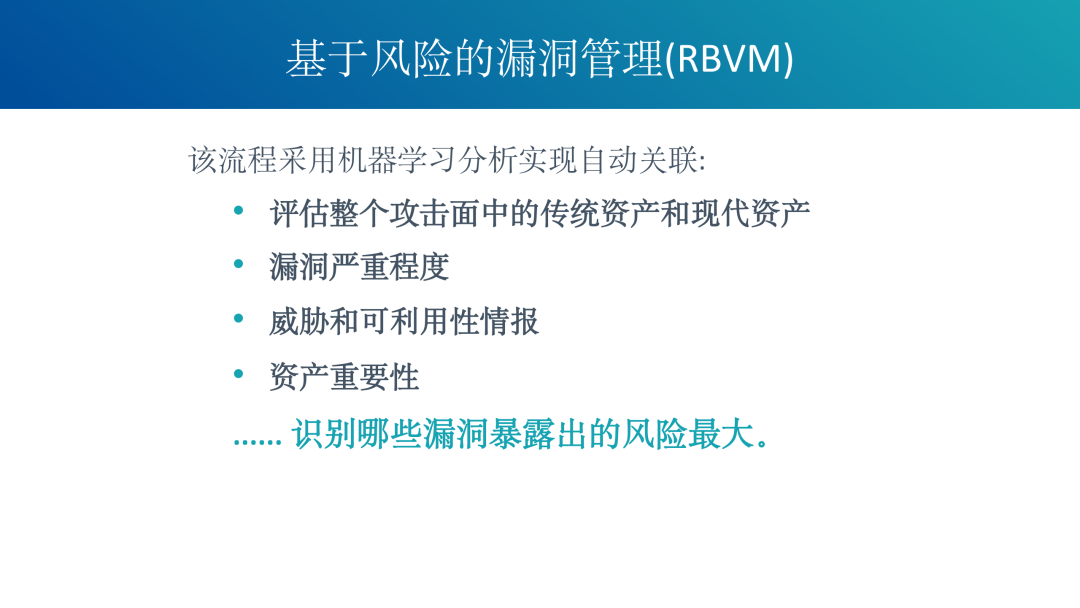 基于风险的漏洞管理(RBVM)
该流程采用机器学习分析实现自动关联:
• 评估整个攻击面中的传统资产和现代资产
• 漏洞严重程度
• 威胁和可利用性情报
• 资产重要性
...... 识别哪些漏洞暴露出的风险最大。